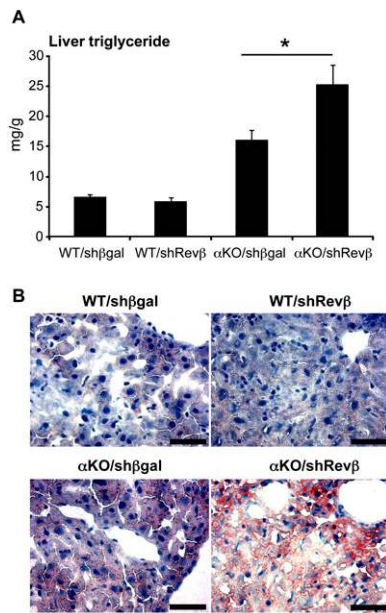 A
Liver triglyceride
*
30
25
20
15
10
5
0
mg/g
WT/shβgal WT/shRevβ αKO/shβgal αKO/shRevβ
B
WT/shβgal WT/shRevβ
αKO/shβgal αKO/shRevβ